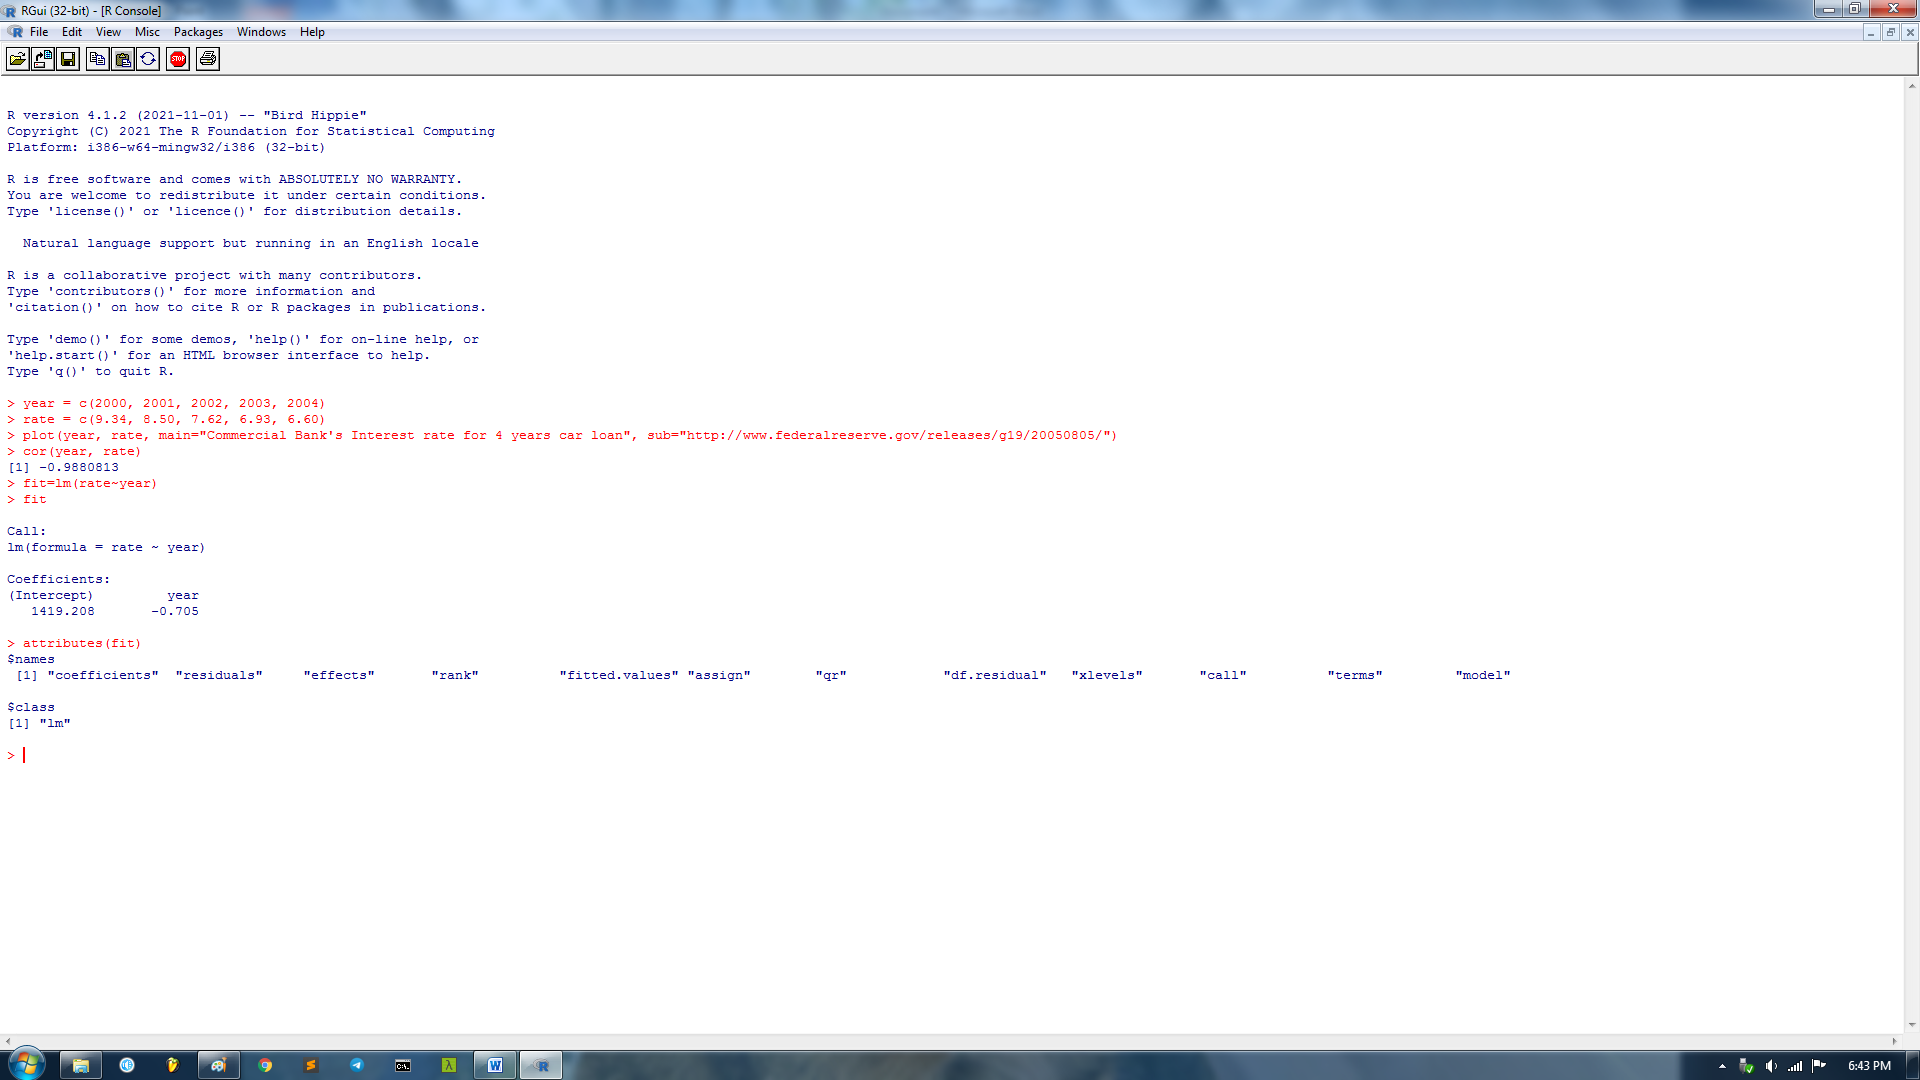 RGui (32-bit) - [R Console]
File Edit View Misc Packages Windows Help
STOP
R version 4.1.2 (2021-11-01) -- "Bird Hippie"
Copyright (C) 2021 The R Foundation for Statistical Computing
Platform: i386-w64-mingw32/i386 (32-bit)
R is free software and comes with ABSOLUTELY NO WARRANTY.
You are welcome to redistribute it under certain conditions.
Type 'license()' or 'licence()' for distribution details.
Natural language support but running in an English locale
R is a collaborative project with many contributors.
Type 'contributors()' for more information and
'citation()' on how to cite R or R packages in publications.
Type 'demo()' for some demos, 'help()' for on-line help, or
'help.start()' for an HTML browser interface to help.
Type 'q()' to quit R.
> year = c(2000, 2001, 2002, 2003, 2004)
> rate = c(9.34, 8.50, 7.62, 6.93, 6.60)
> plot(year, rate, main="Commercial Bank's Interest rate for 4 years car loan", sub="http://www.federalreserve.gov/releases/g19/20050805/")
> cor(year, rate)
[1] -0.9880813
> fit=lm(rate~year)
> fit
Call:
lm(formula = rate ~ year)
Coefficients:
(Intercept) year
1419.208 -0.705
> attributes(fit)
$names
[1] "coefficients" "residuals" "effects" "rank" "fitted.values" "assign" "qr" "df.residual" "xlevels" "call" "terms" "model"
$class
[1] "lm"
>
6:43 PM